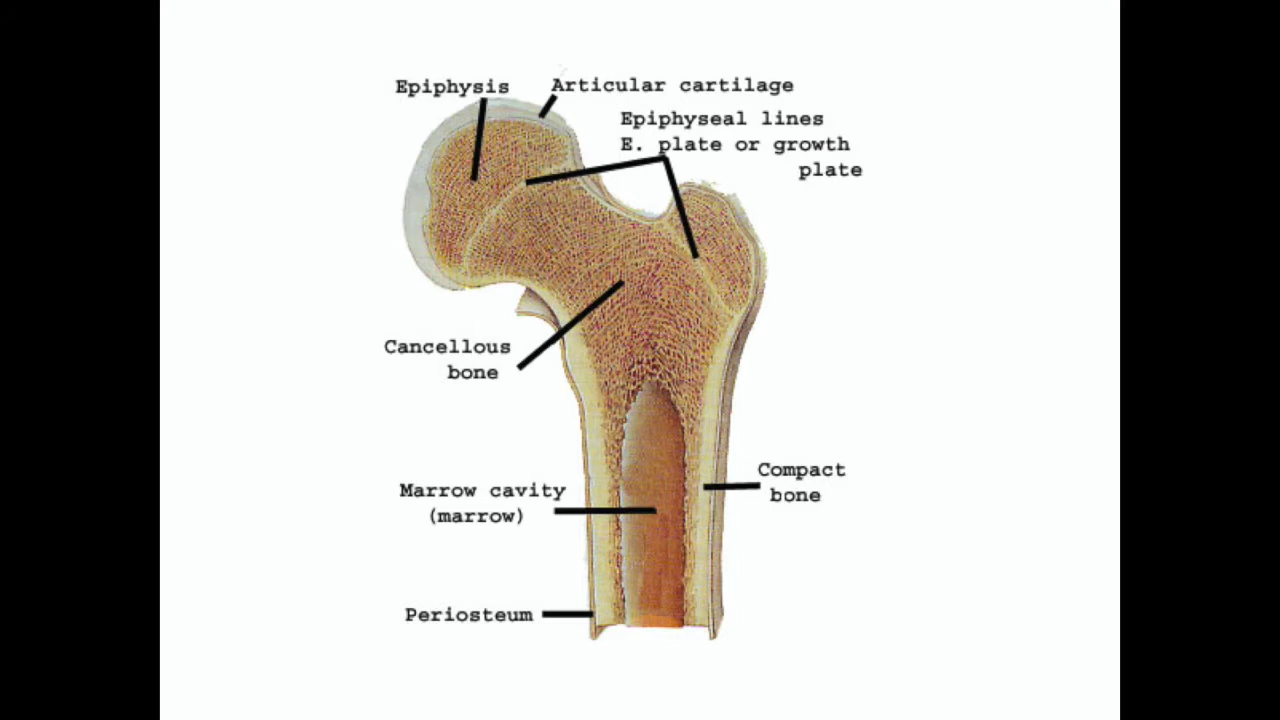 Epiphysis
Articular cartilage
Epiphyseal lines
E. plate or growth
plate
Cancellous
bone
Compact
bone
Marrow cavity
(marrow)
Periosteum